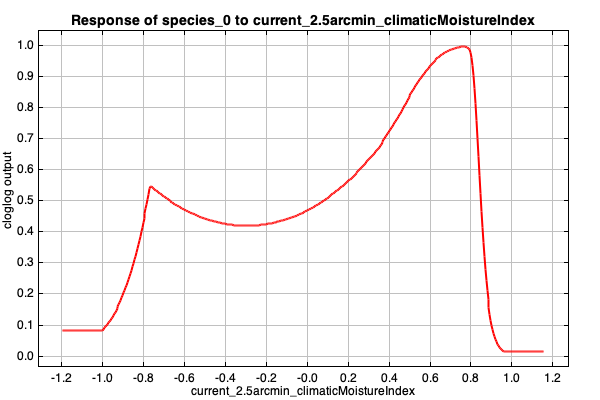 Response of species_0 to current_2.5arcmin_climaticMoistureIndex
cloglog output
1.0
0.9
0.8
0.7
0.6
0.5
0.4
0.3
0.2
0.1
0.0
-1.2 -1.0 -0.8 -0.6 -0.4 -0.2 -0.0 0.2 0.4 0.6 0.8 1.0 1.2
current_2.5arcmin_climaticMoistureIndex